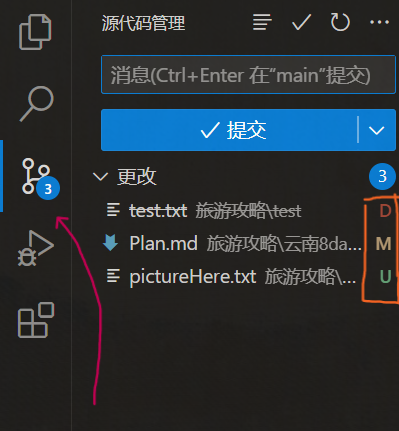 源代码管理
消息(Ctrl+Enter 在“main”提交)
提交
3
更改 3
test.txt 旅游攻略\test D
Plan.md 旅游攻略\云南8da... M
pictureHere.txt 旅游攻略\... U